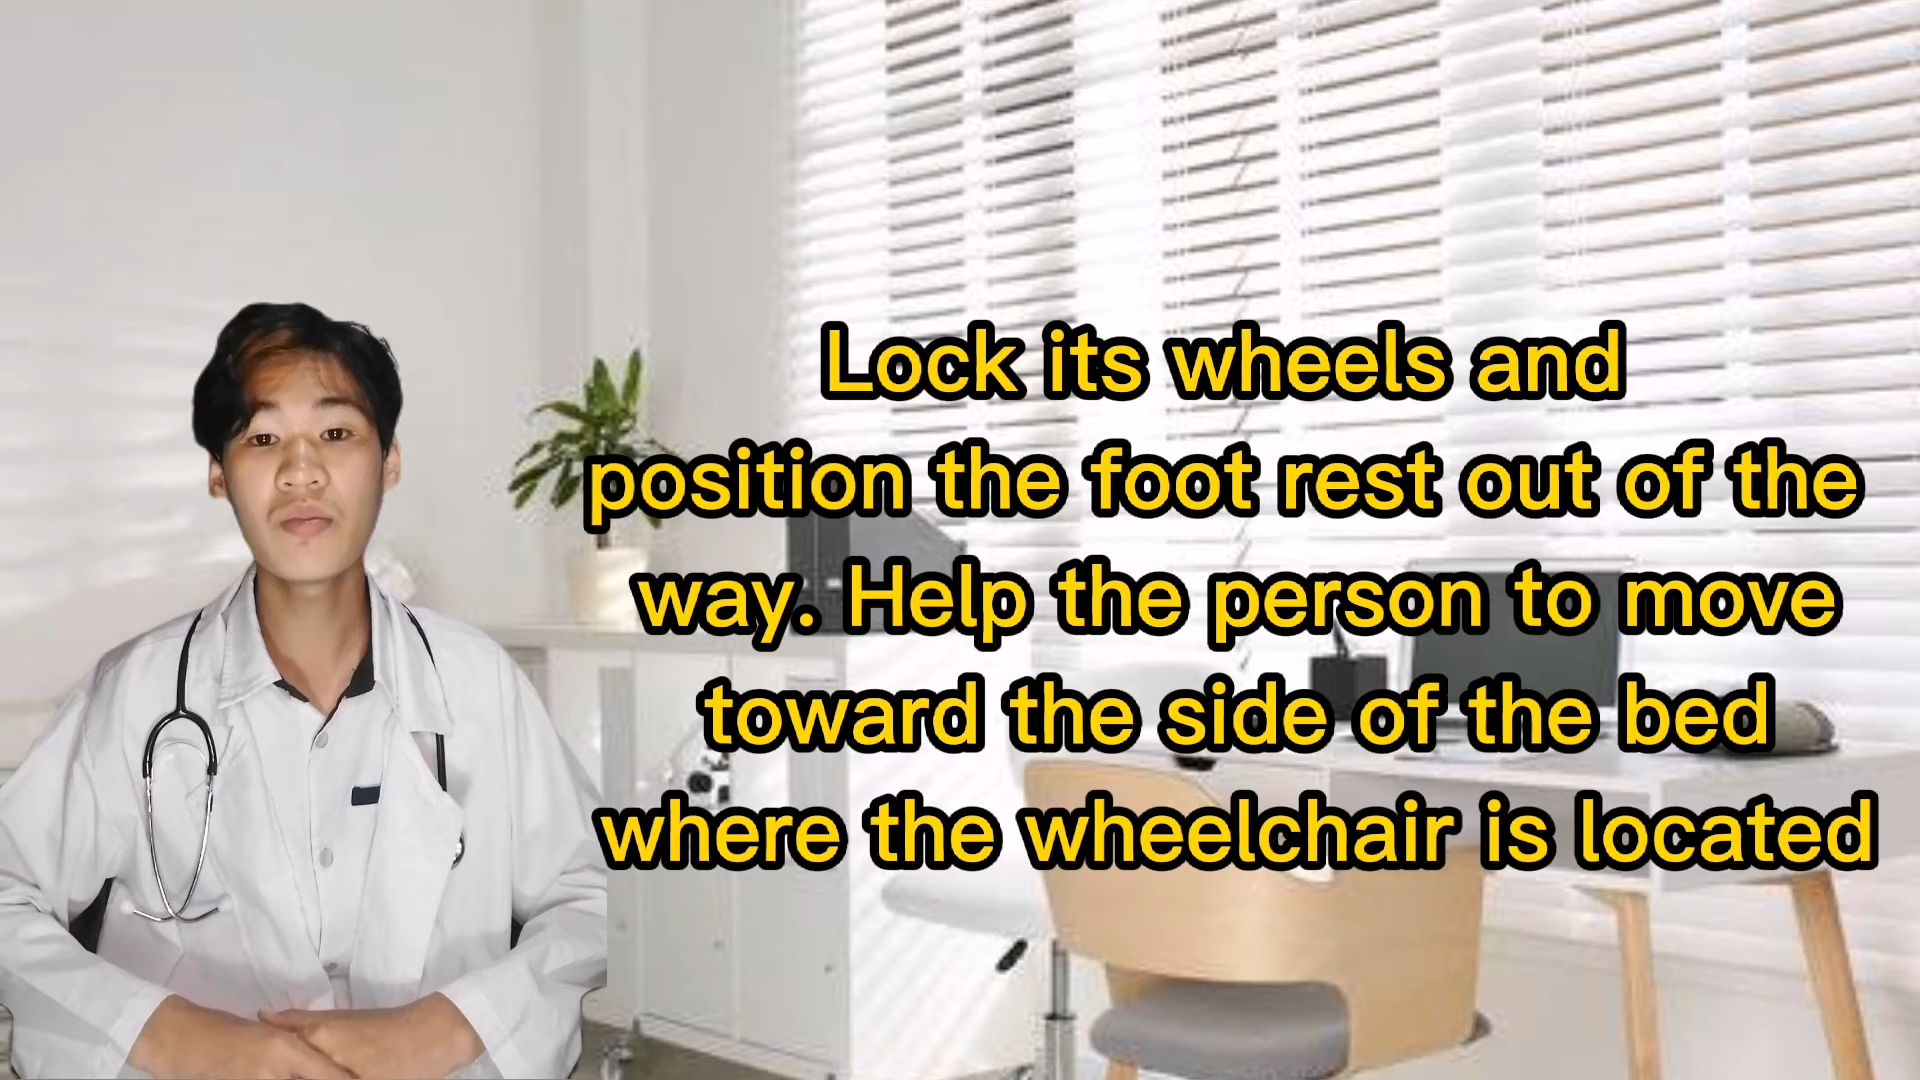 Lock its wheels and
position the foot rest out of the
way. Help the person to move
toward the side of the bed
where the wheelchair is located